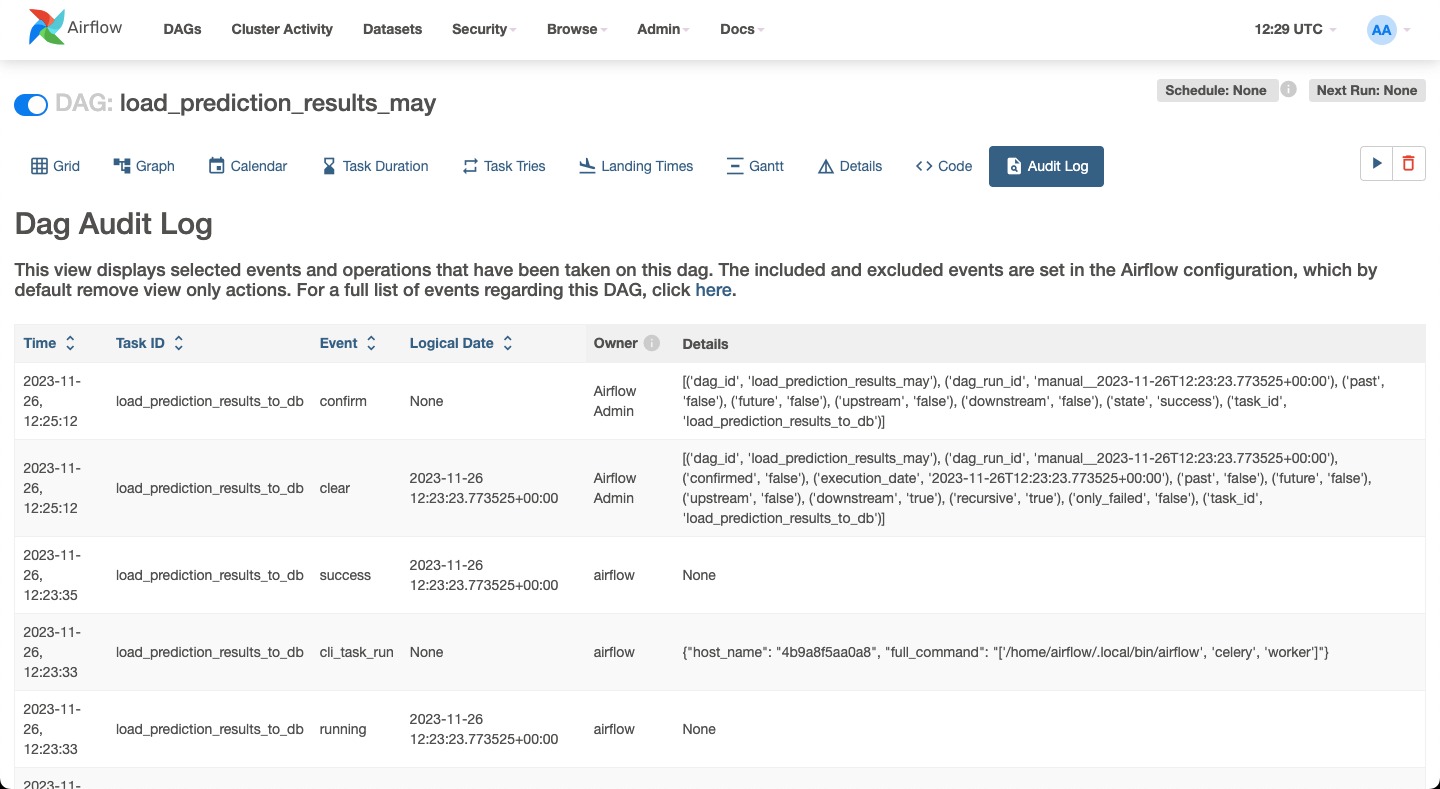 Airflow DAGs Cluster Activity Datasets Security Browse Admin Docs 12:29 UTC AA
DAG: load_prediction_results_may Schedule: None i Next Run: None
Grid Graph Calendar Task Duration Task Tries Landing Times Gantt Details Code Audit Log
Dag Audit Log
This view displays selected events and operations that have been taken on this dag. The included and excluded events are set in the Airflow configuration, which by
default remove view only actions. For a full list of events regarding this DAG, click here.
Time Task ID Event Logical Date Owner i Details
2023-11-
26,
12:25:12
load_prediction_results_to_db confirm None
Airflow
Admin
[('dag_id', 'load_prediction_results_may'), ('dag_run_id', 'manual__2023-11-26T12:23:23.773525+00:00'), ('past',
'false'), ('future', 'false'), ('upstream', 'false'), ('downstream', 'false'), ('state', 'success'), ('task_id',
'load_prediction_results_to_db')]
2023-11-
26,
12:25:12
load_prediction_results_to_db clear
2023-11-26
12:23:23.773525+00:00
Airflow
Admin
[('dag_id', 'load_prediction_results_may'), ('dag_run_id', 'manual__2023-11-26T12:23:23.773525+00:00'),
('confirmed', 'false'), ('execution_date', '2023-11-26T12:23:23.773525+00:00'), ('past', 'false'), ('future', 'false'),
('upstream', 'false'), ('downstream', 'true'), ('recursive', 'true'), ('only_failed', 'false'), ('task_id',
'load_prediction_results_to_db')]
2023-11-
26,
12:23:35
load_prediction_results_to_db success
2023-11-26
12:23:23.773525+00:00
airflow None
2023-11-
26,
12:23:33
load_prediction_results_to_db cli_task_run None airflow {"host_name": "4b9a8f5aa0a8", "full_command": "['/home/airflow/.local/bin/airflow', 'celery', 'worker']"}
2023-11-
26,
12:23:33
load_prediction_results_to_db running
2023-11-26
12:23:23.773525+00:00
airflow None
2023-11-